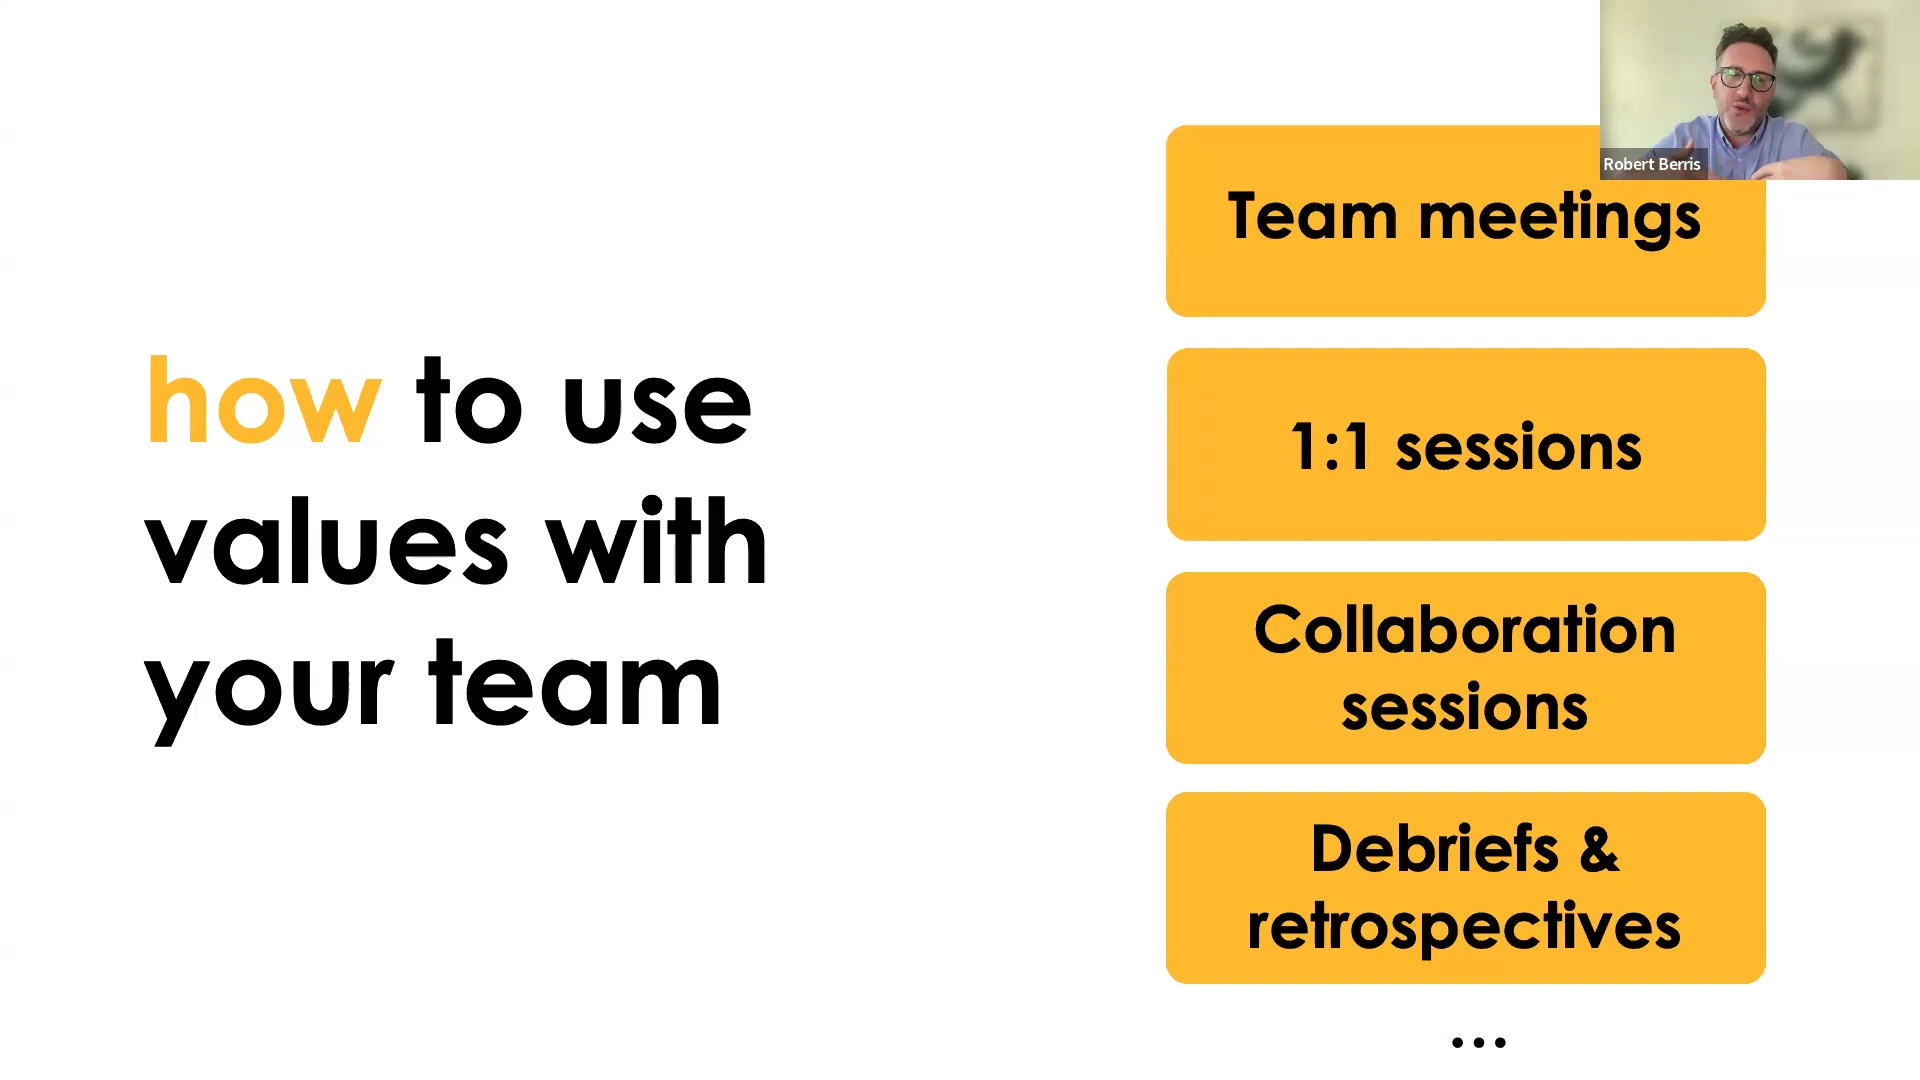 how to use
values with
your team
Robert Berris
Team meetings
1:1 sessions
Collaboration
sessions
Debriefs &
retrospectives
...